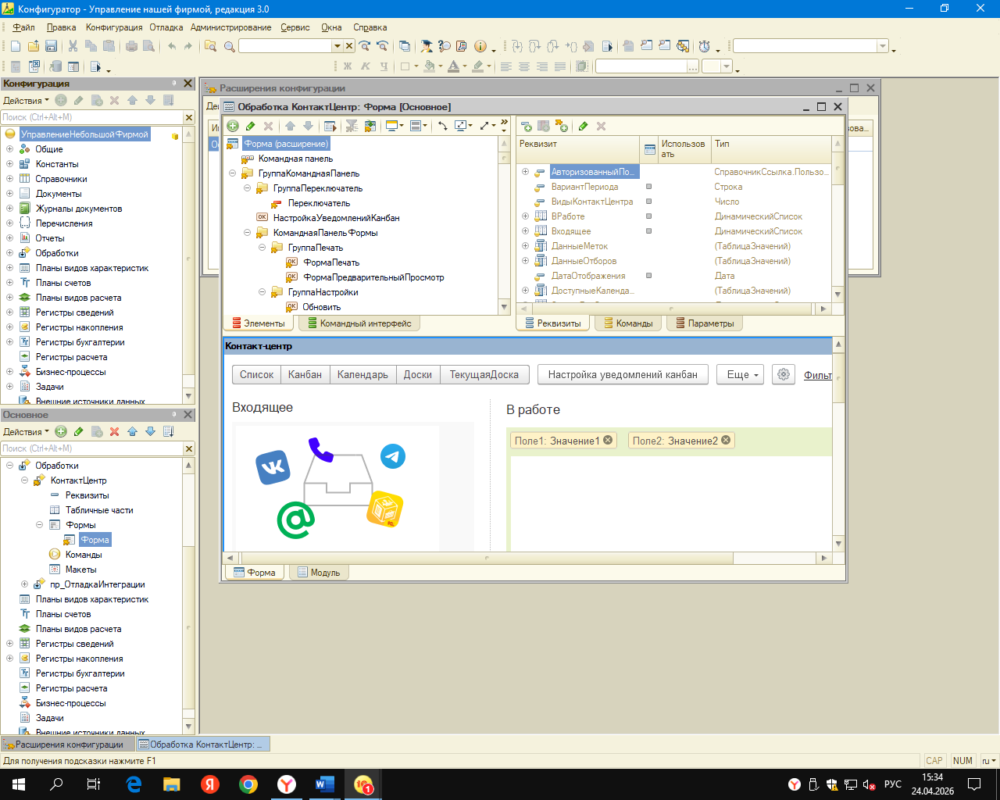 Конфигуратор - Управление нашей фирмой, редакция 3.0
Файл Правка Конфигурация Отладка Администрирование Сервис Окна Справка
Конфигурация
Действия
Поиск (Ctrl+Alt+M)
УправлениеНебольшойФирмой
Общие
Константы
Справочники
Документы
Журналы документов
Перечисления
Отчеты
Обработки
Планы видов характеристик
Планы счетов
Планы видов расчета
Регистры сведений
Регистры накопления
Регистры бухгалтерии
Регистры расчета
Бизнес-процессы
Задачи
Внешние источники данных
Основное
Действия
Поиск (Ctrl+Alt+M)
Обработки
КонтактЦентр
Реквизиты
Табличные части
Формы
Форма
Команды
Макеты
пр_ОтладкаИнтеграции
Планы видов характеристик
Планы счетов
Планы видов расчета
Регистры сведений
Регистры накопления
Регистры бухгалтерии
Регистры расчета
Бизнес-процессы
Задачи
Внешние источники данных
Расширения конфигурации
Обработка КонтактЦентр: Форма [Основное]
Форма (расширение)
Командная панель
ГруппаКоманднаяПанель
ГруппаПереключатель
Переключатель
НастройкаУведомленийКанбан
КоманднаяПанельФормы
ГруппаПечать
ФормаПечать
ФормаПредварительныйПросмотр
ГруппаНастройки
Обновить
Элементы Командный интерфейс
Реквизит Использовать Тип
АвторизованныйПо... СправочникСсылка.Пользо...
ВариантПериода Строка
ВидыКонтактЦентра Число
ВРаботе ДинамическийСписок
Входящее ДинамическийСписок
ДанныеМеток (ТаблицаЗначений)
ДанныеОтборов (ТаблицаЗначений)
ДатаОтображения Дата
ДоступныеКаленда... (ТаблицаЗначений)
Реквизиты Команды Параметры
Контакт-центр
Список Канбан Календарь Доски ТекущаяДоска Настройка уведомлений канбан Еще Фильт
Входящее
В работе
Поле1: Значение1 Поле2: Значение2
Форма Модуль
Расширения конфигурации Обработка КонтактЦентр: ...
Для получения подсказки нажмите F1 CAP NUM ru
РУС 15:34
24.04.2026